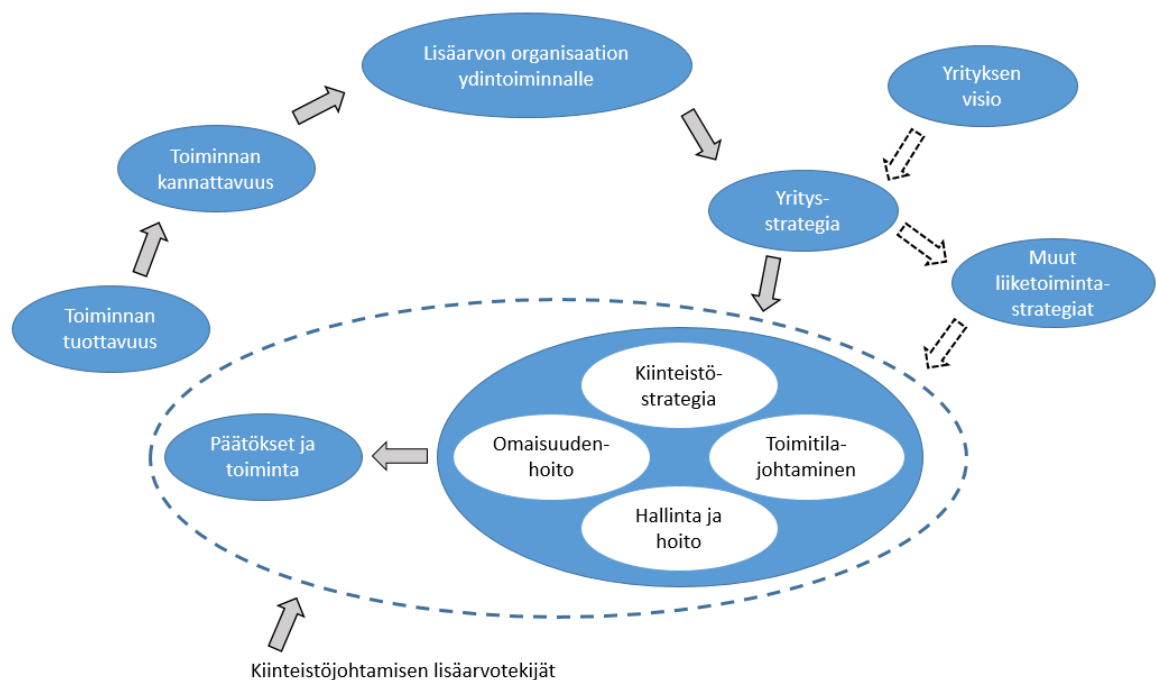 Lisäarvon organisaation
ydintoiminnalle
Yrityksen
visio
Toiminnan
kannattavuus
Yritys-
strategia
Muut
liiketoiminta-
strategiat
Toiminnan
tuottavuus
Kiinteistö-
strategia
Päätökset ja
toiminta
Omaisuuden-
hoito
Toimitila-
johtaminen
Hallinta ja
hoito
Kiinteistöjohtamisen lisäarvotekijät